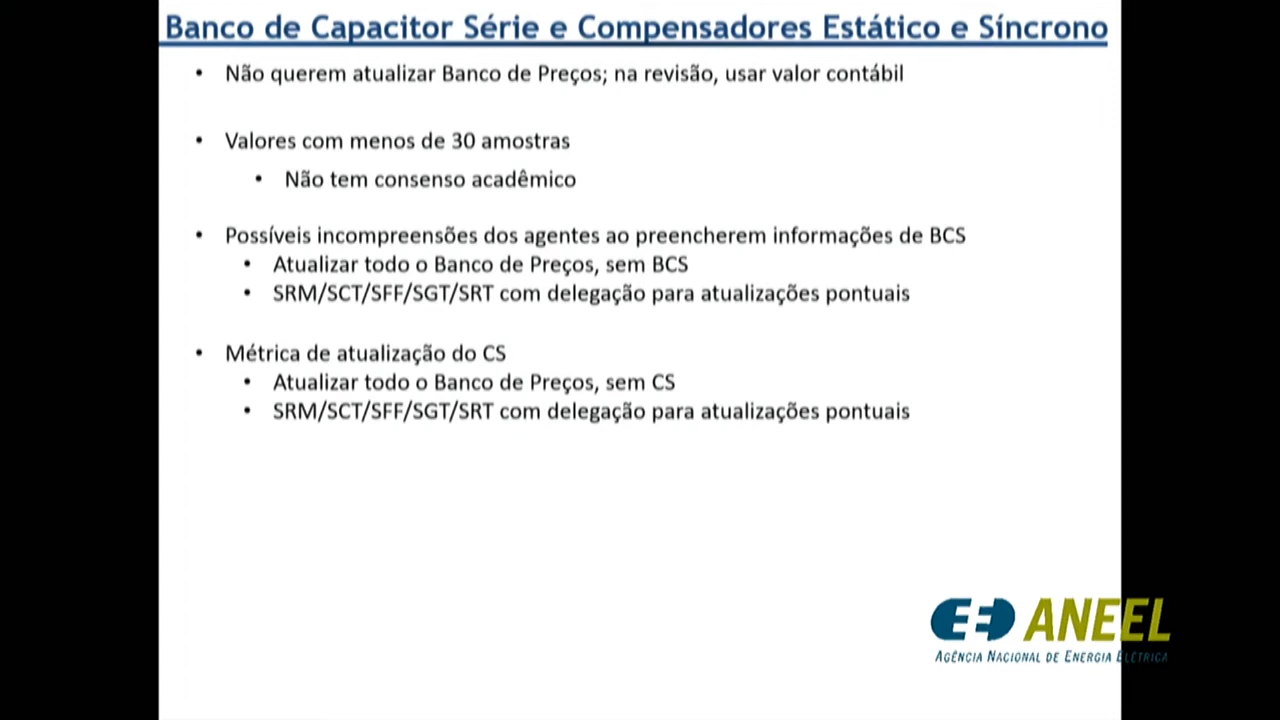 Banco de Capacitor Série e Compensadores Estático e Síncrono
• Não querem atualizar Banco de Preços; na revisão, usar valor contábil
• Valores com menos de 30 amostras
• Não tem consenso acadêmico
• Possíveis incompreensões dos agentes ao preencherem informações de BCS
• Atualizar todo o Banco de Preços, sem BCS
• SRM/SCT/SFF/SGT/SRT com delegação para atualizações pontuais
• Métrica de atualização do CS
• Atualizar todo o Banco de Preços, sem CS
• SRM/SCT/SFF/SGT/SRT com delegação para atualizações pontuais
ANEEL
AGÊNCIA NACIONAL DE ENERGIA ELÉTRICA